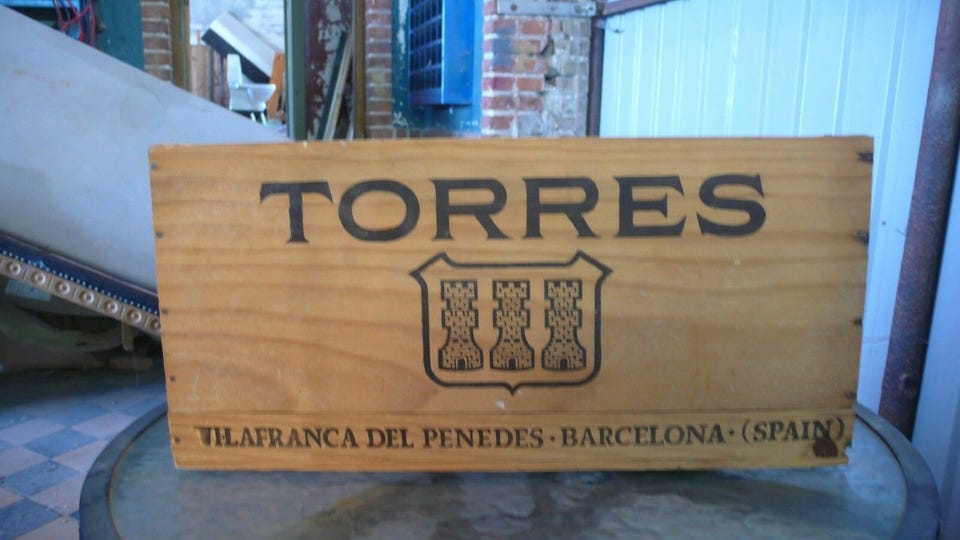 TORRES
VILAFRANCA DEL PENEDES · BARCELONA · (SPAIN)